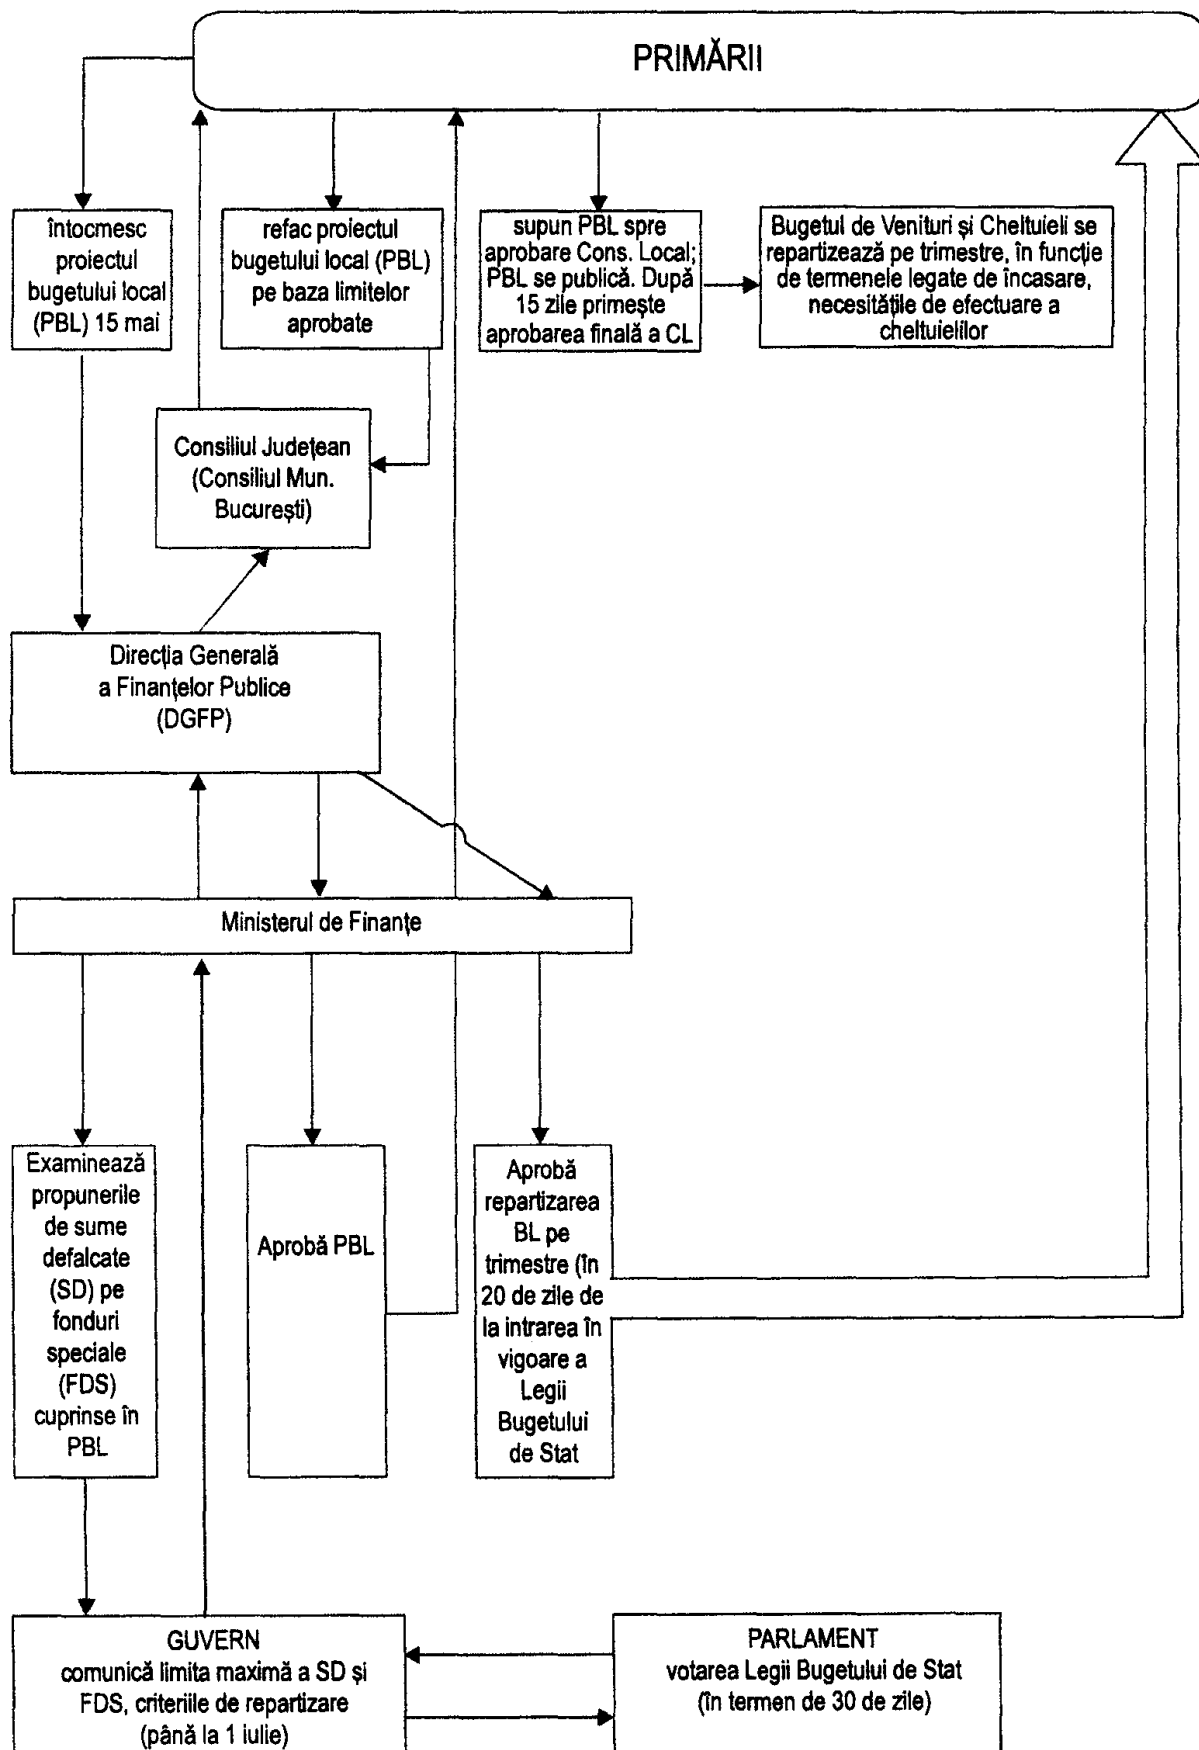 PRIMĂRII
întocmesc
proiectul
bugetului local
(PBL) 15 mai
refac proiectul
bugetului local (PBL)
pe baza limitelor
aprobate
supun PBL spre
aprobare Cons. Local;
PBL se publică. După
15 zile primește
aprobarea finală a CL
Bugetul de Venituri și Cheltuieli se
repartizează pe trimestre, în funcție
de termenele legate de încasare,
necesitățile de efectuare a
cheltuielilor
Consiliul Județean
(Consiliul Mun.
București)
Direcția Generală
a Finanțelor Publice
(DGFP)
Ministerul de Finanțe
Examinează
propunerile
de sume
defalcate
(SD) pe
fonduri
speciale
(FDS)
cuprinse în
PBL
Aprobă PBL
Aprobă
repartizarea
BL pe
trimestre (în
20 de zile de
la intrarea în
vigoare a
Legii
Bugetului
de Stat
GUVERN
comunică limita maximă a SD și
FDS, criteriile de repartizare
(până la 1 iulie)
PARLAMENT
votarea Legii Bugetului de Stat
(în termen de 30 de zile)